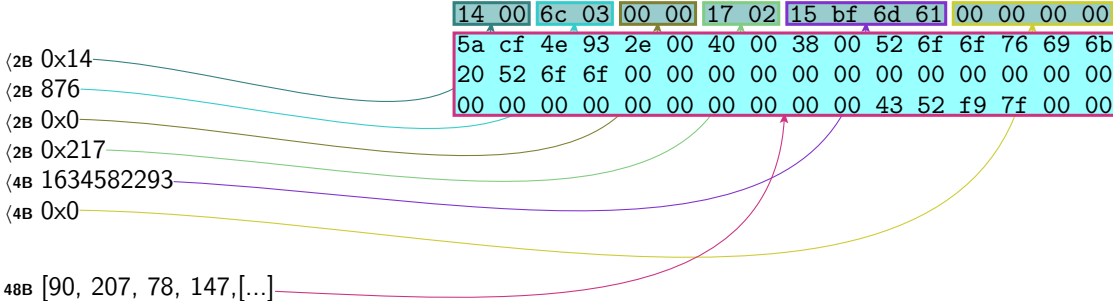 14 00 6c 03 00 00 17 02 15 bf 6d 61 00 00 00 00
5a cf 4e 93 2e 00 40 00 38 00 52 6f 6f 76 69 6b
20 52 6f 6f 00 00 00 00 00 00 00 00 00 00 00 00
00 00 00 00 00 00 00 00 00 00 43 52 f9 7f 00 00
⟨2B 0x14
⟨2B 876
⟨2B 0x0
⟨2B 0x217
⟨4B 1634582293
⟨4B 0x0
48B [90, 207, 78, 147,[...]